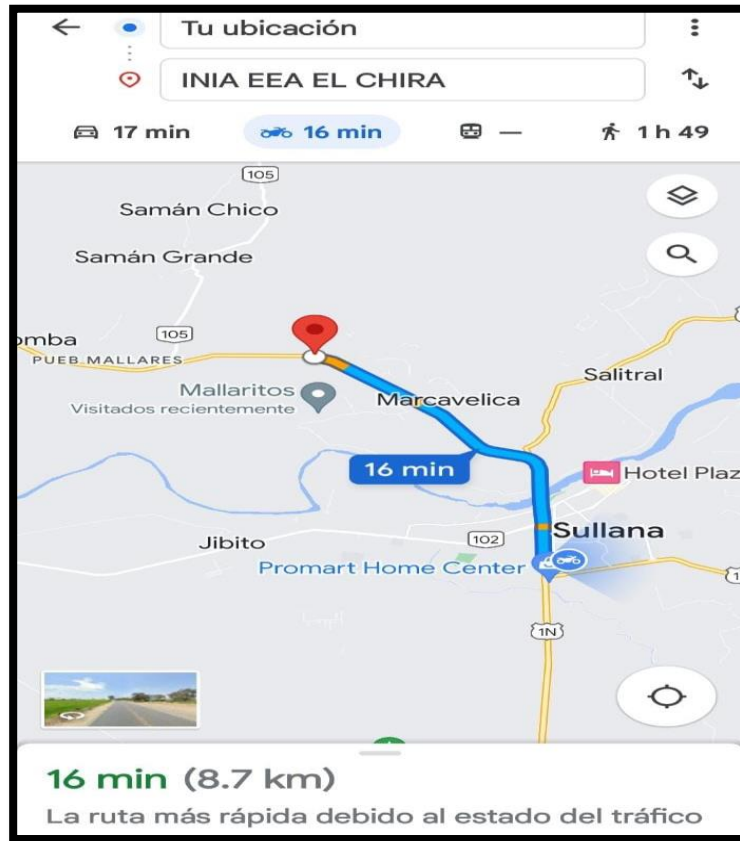 Tu ubicación
INIA EEA EL CHIRA
17 min 16 min — 1 h 49
105
Samán Chico
Samán Grande
105
PUEB. MALLARES
Mallaritos
Visitados recientemente
Marcavelica
Salitral
16 min
Hotel Plaz
Sullana
Jibito
102
Promart Home Center
1N
16 min (8.7 km)
La ruta más rápida debido al estado del tráfico